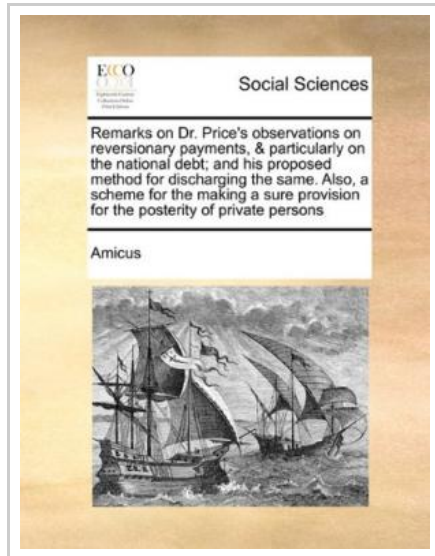 ECCO
Social Sciences
Remarks on Dr. Price's observations on
reversionary payments, & particularly on
the national debt; and his proposed
method for discharging the same. Also, a
scheme for the making a sure provision
for the posterity of private persons
Amicus